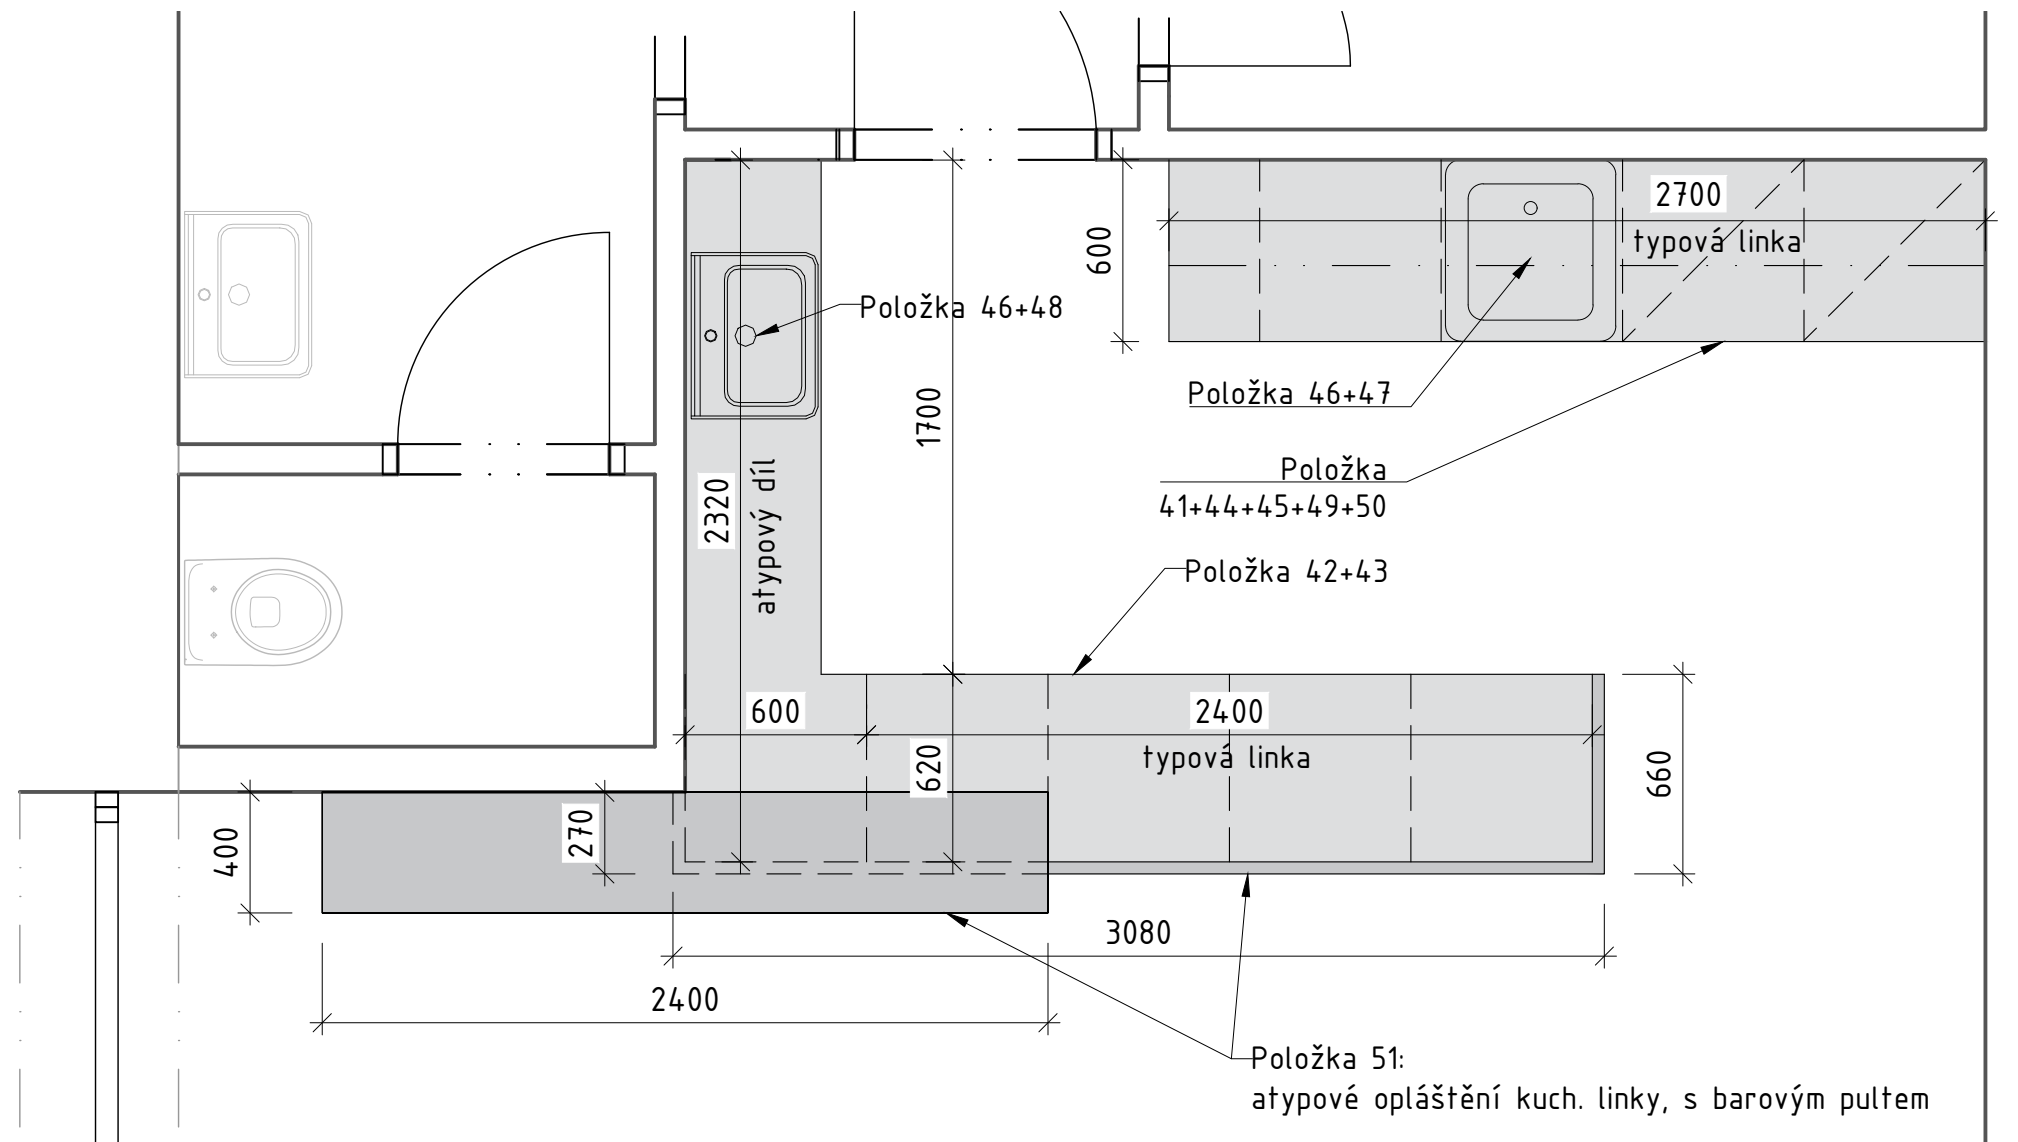 2700
typová linka
600
Položka 46+48
Položka 46+47
1700
Položka
41+44+45+49+50
2320
atypový díl
Položka 42+43
600
2400
typová linka
620
660
270
400
3080
2400
Položka 51:
atypové opláštění kuch. linky, s barovým pultem